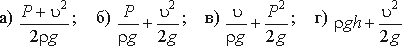 а) (P + υ²)/(2ρg); б) P/(ρg) + υ²/(2g); в) υ/(ρg) + P²/(2g); г) ρgh + υ²/(2g)